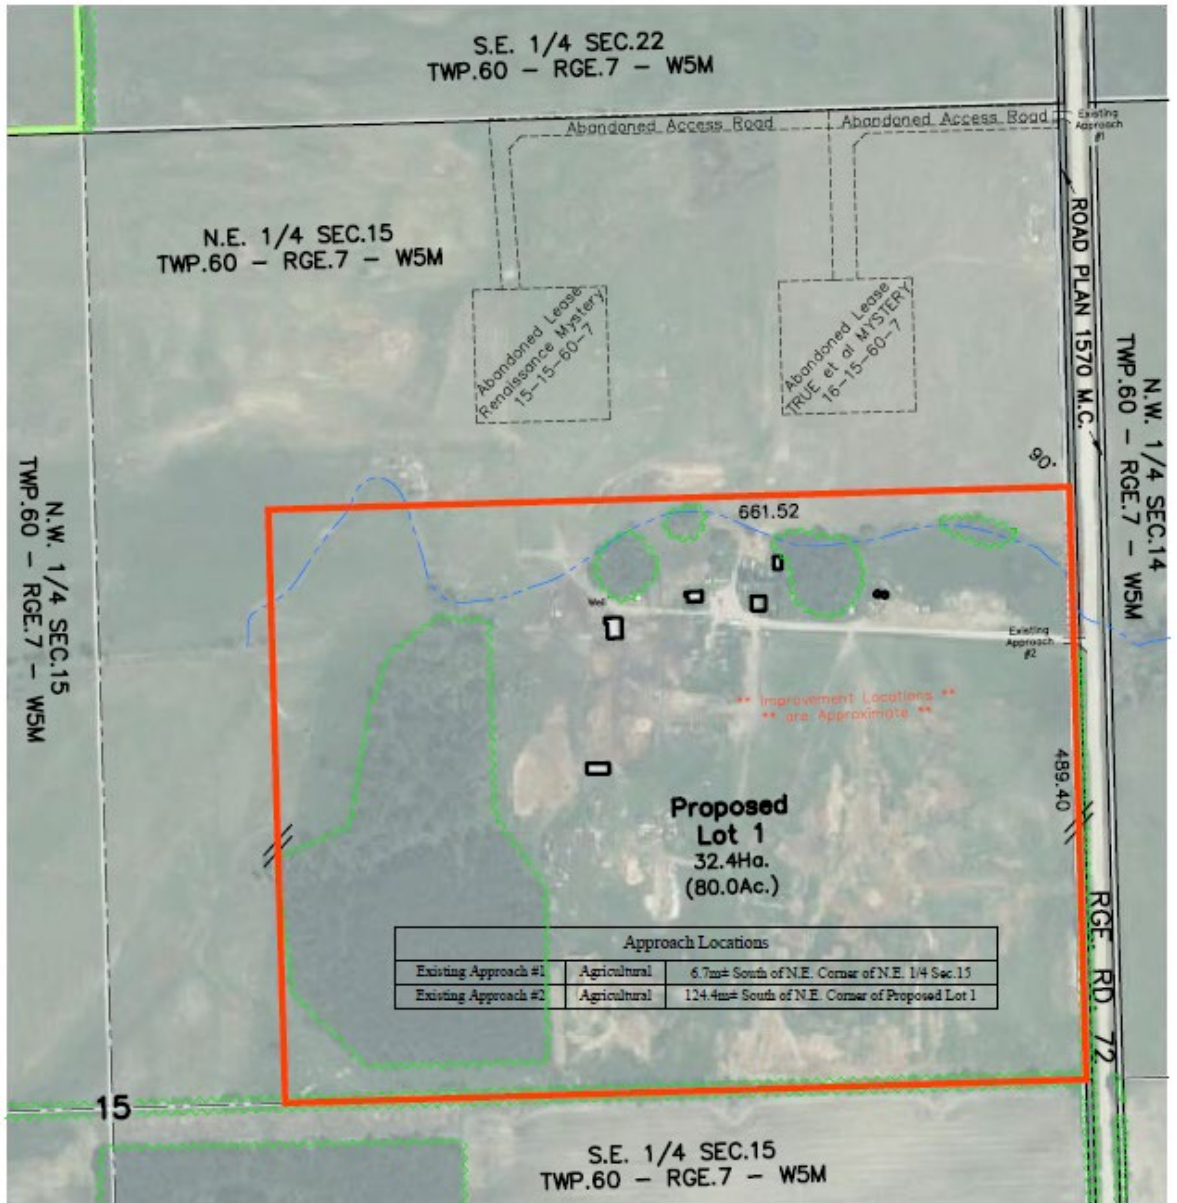 S.E. 1/4 SEC.22
TWP.60 – RGE.7 – W5M
Abandoned Access Road
Abandoned Access Road
Existing
Approach
#1
N.E. 1/4 SEC.15
TWP.60 – RGE.7 – W5M
ROAD PLAN 1570 M.C.
Abandoned Lease
Renaissance Mystery
15-15-60-7
Abandoned Lease
TRUE et al MYSTERY
16-15-60-7
N.W. 1/4 SEC.14
TWP.60 – RGE.7 – W5M
90°
N.W. 1/4 SEC.15
TWP.60 – RGE.7 – W5M
661.52
Well
Existing
Approach
#2
** Improvement Locations **
** are Approximate **
489.40
Proposed
Lot 1
32.4Ha.
(80.0Ac.)
RGE. RD. 72
Approach Locations
Existing Approach #1 Agricultural 6.7m± South of N.E. Corner of N.E. 1/4 Sec.15
Existing Approach #2 Agricultural 124.4m± South of N.E. Corner of Proposed Lot 1
15
S.E. 1/4 SEC.15
TWP.60 – RGE.7 – W5M